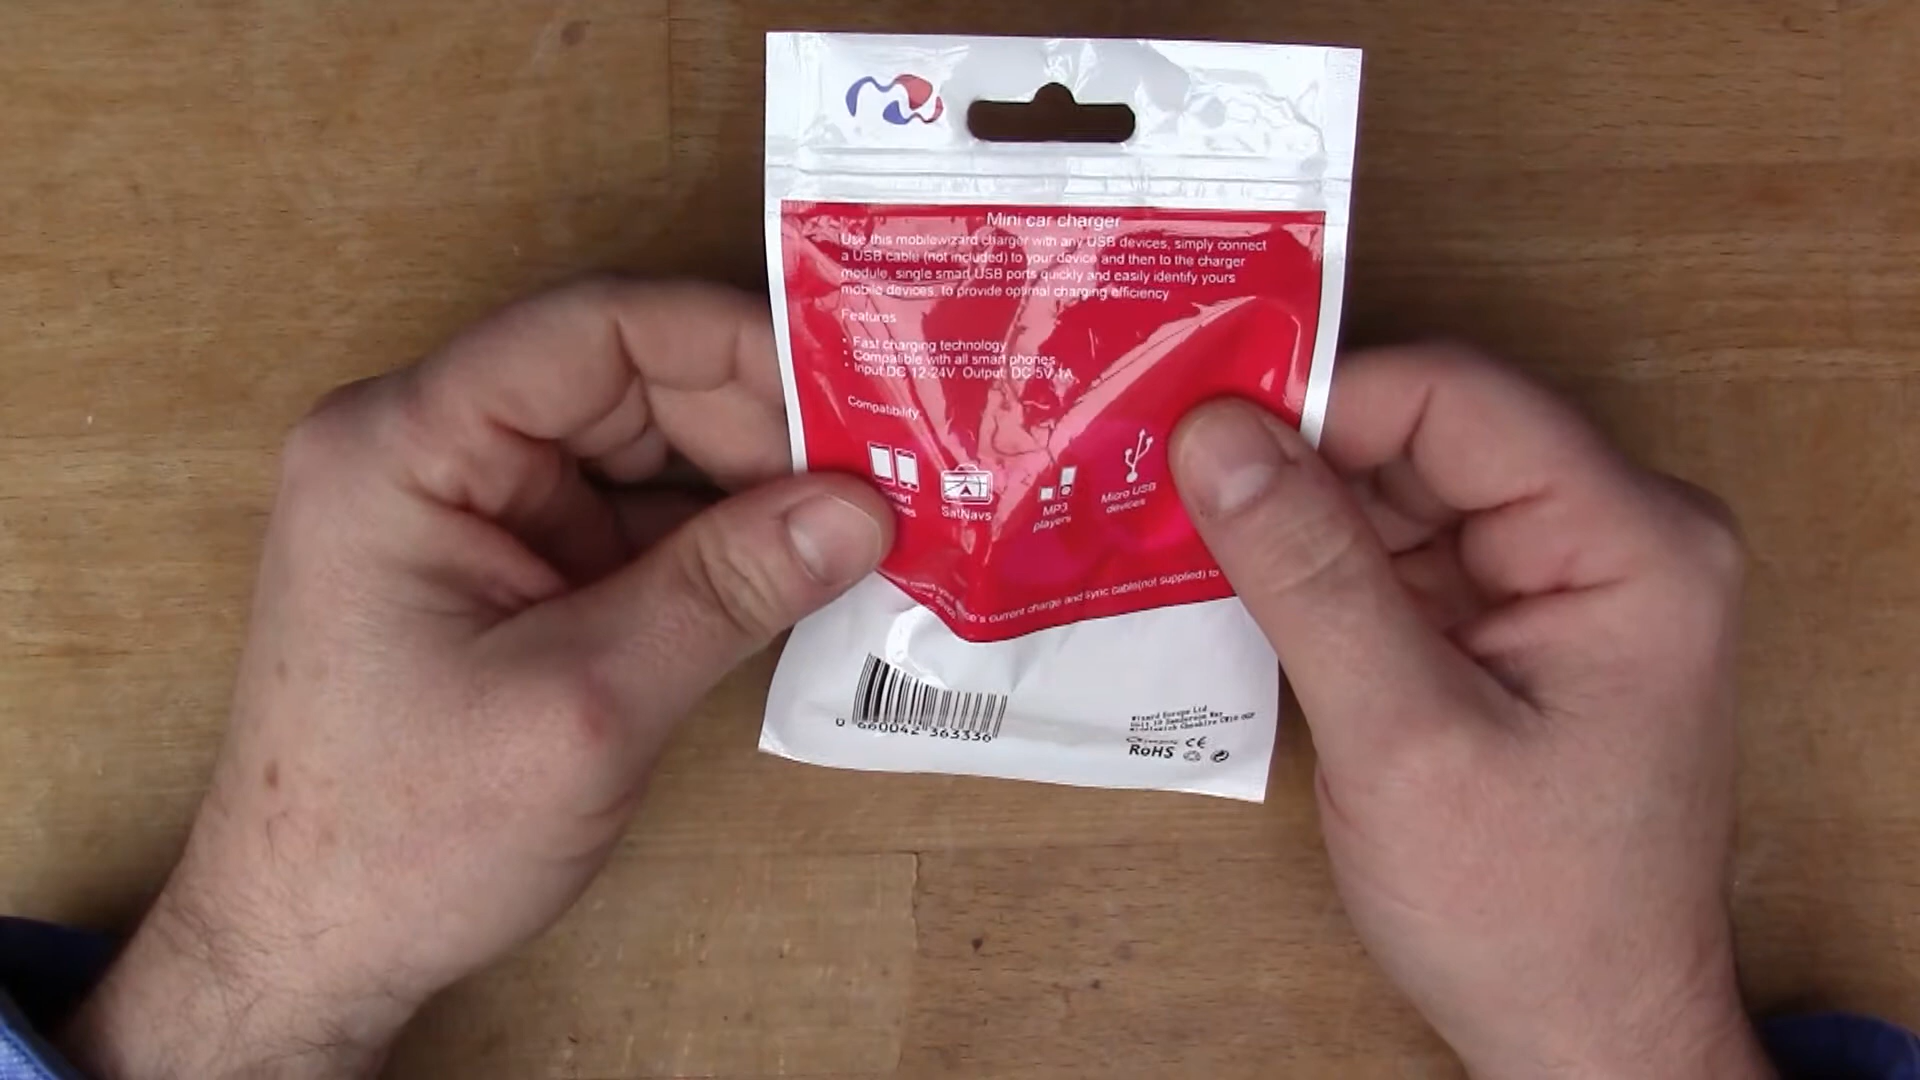 Mini car charger
Use this mobilewizard charger with any USB devices, simply connect
a USB cable (not included) to your device and then to the charger
module, single smart USB ports quickly and easily identify yours
mobile devices, to provide optimal charging efficiency
Features
• Fast charging technology
• Compatible with all smart phones
• Input DC 12-24V Output: DC 5V 1A
Compatibility
SatNavs
MP3
players
Micro USB
devices
current charge and sync cable(not supplied) to
0 660042 363336
Wizard Europe Ltd
CE
RoHS